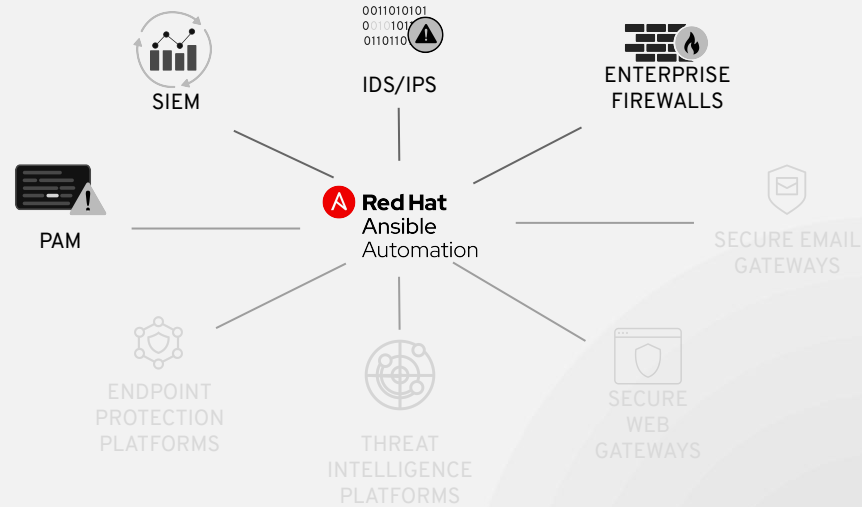 0011010101
0010101
0110110
SIEM
IDS/IPS
ENTERPRISE
FIREWALLS
PAM
Red Hat
Ansible
Automation
SECURE EMAIL
GATEWAYS
ENDPOINT
PROTECTION
PLATFORMS
THREAT
INTELLIGENCE
PLATFORMS
SECURE
WEB
GATEWAYS